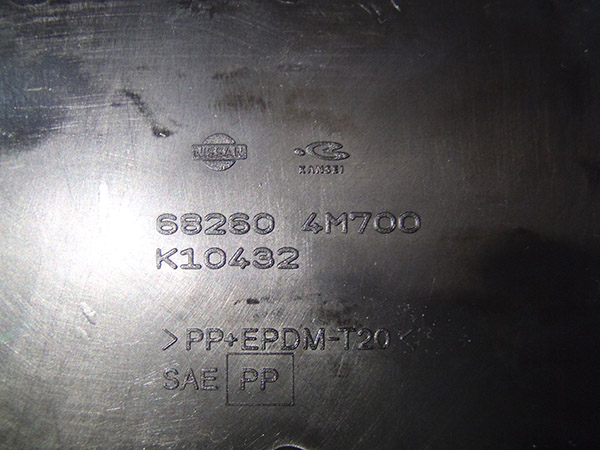 NISSAN KANSEI
68260 4M700
K10432
>PP+EPDM-T20<
SAE PP